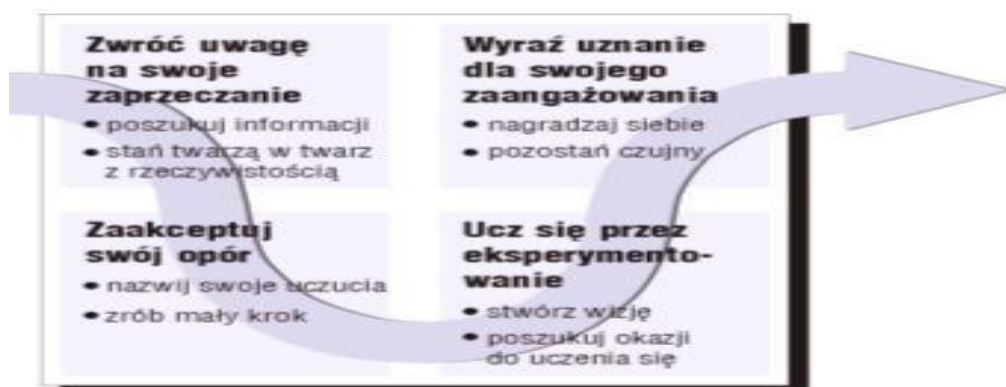 Zwróć uwagę
na swoje
zaprzeczanie
• poszukuj informacji
• stań twarzą w twarz
z rzeczywistością
Zaakceptuj
swój opór
• nazwij swoje uczucia
• zrób mały krok
Wyraź uznanie
dla swojego
zaangażowania
• nagradzaj siebie
• pozostań czujny
Ucz się przez
eksperymento-
wanie
• stwórz wizję
• poszukuj okazji
do uczenia się